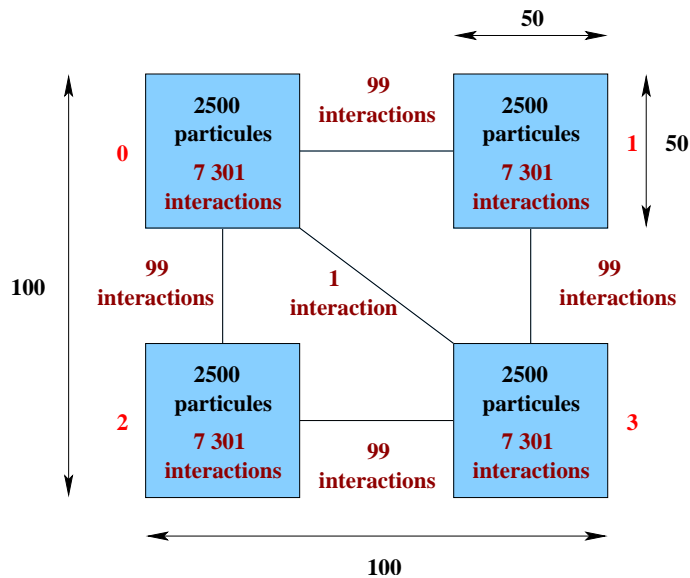 50
99
interactions
2500
particules
7 301
interactions
0
2500
particules
7 301
interactions
1
50
100
99
interactions
1
interaction
99
interactions
2500
particules
7 301
interactions
2
99
interactions
2500
particules
7 301
interactions
3
100